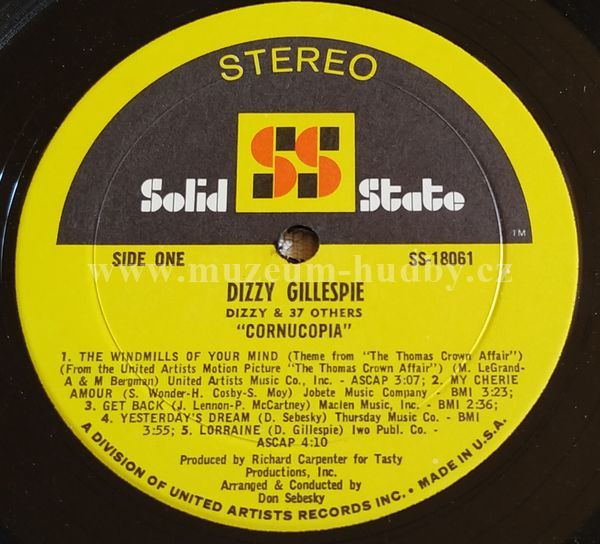 STEREO
SS
Solid State
TM
SIDE ONE SS-18061
www.muzeum-hudby.cz
DIZZY GILLESPIE
DIZZY & 37 OTHERS
"CORNUCOPIA"
1. THE WINDMILLS OF YOUR MIND (Theme from "The Thomas Crown Affair")
(From the United Artists Motion Picture "The Thomas Crown Affair") (M. LeGrand-
A & M Bergman) United Artists Music Co., Inc. - ASCAP 3:07; 2. MY CHERIE
AMOUR (S. Wonder-H. Cosby-S. Moy) Jobete Music Company - BMI 3:23;
3. GET BACK (J. Lennon-P. McCartney) Maclen Music, Inc. - BMI 2:36;
4. YESTERDAY'S DREAM (D. Sebesky) Thursday Music Co. - BMI
3:55; 5. LORRAINE (D. Gillespie) Iwo Publ. Co. -
ASCAP 4:10
Produced by Richard Carpenter for Tasty
Productions, Inc.
Arranged & Conducted by
Don Sebesky
A DIVISION OF UNITED ARTISTS RECORDS INC. • MADE IN U.S.A.